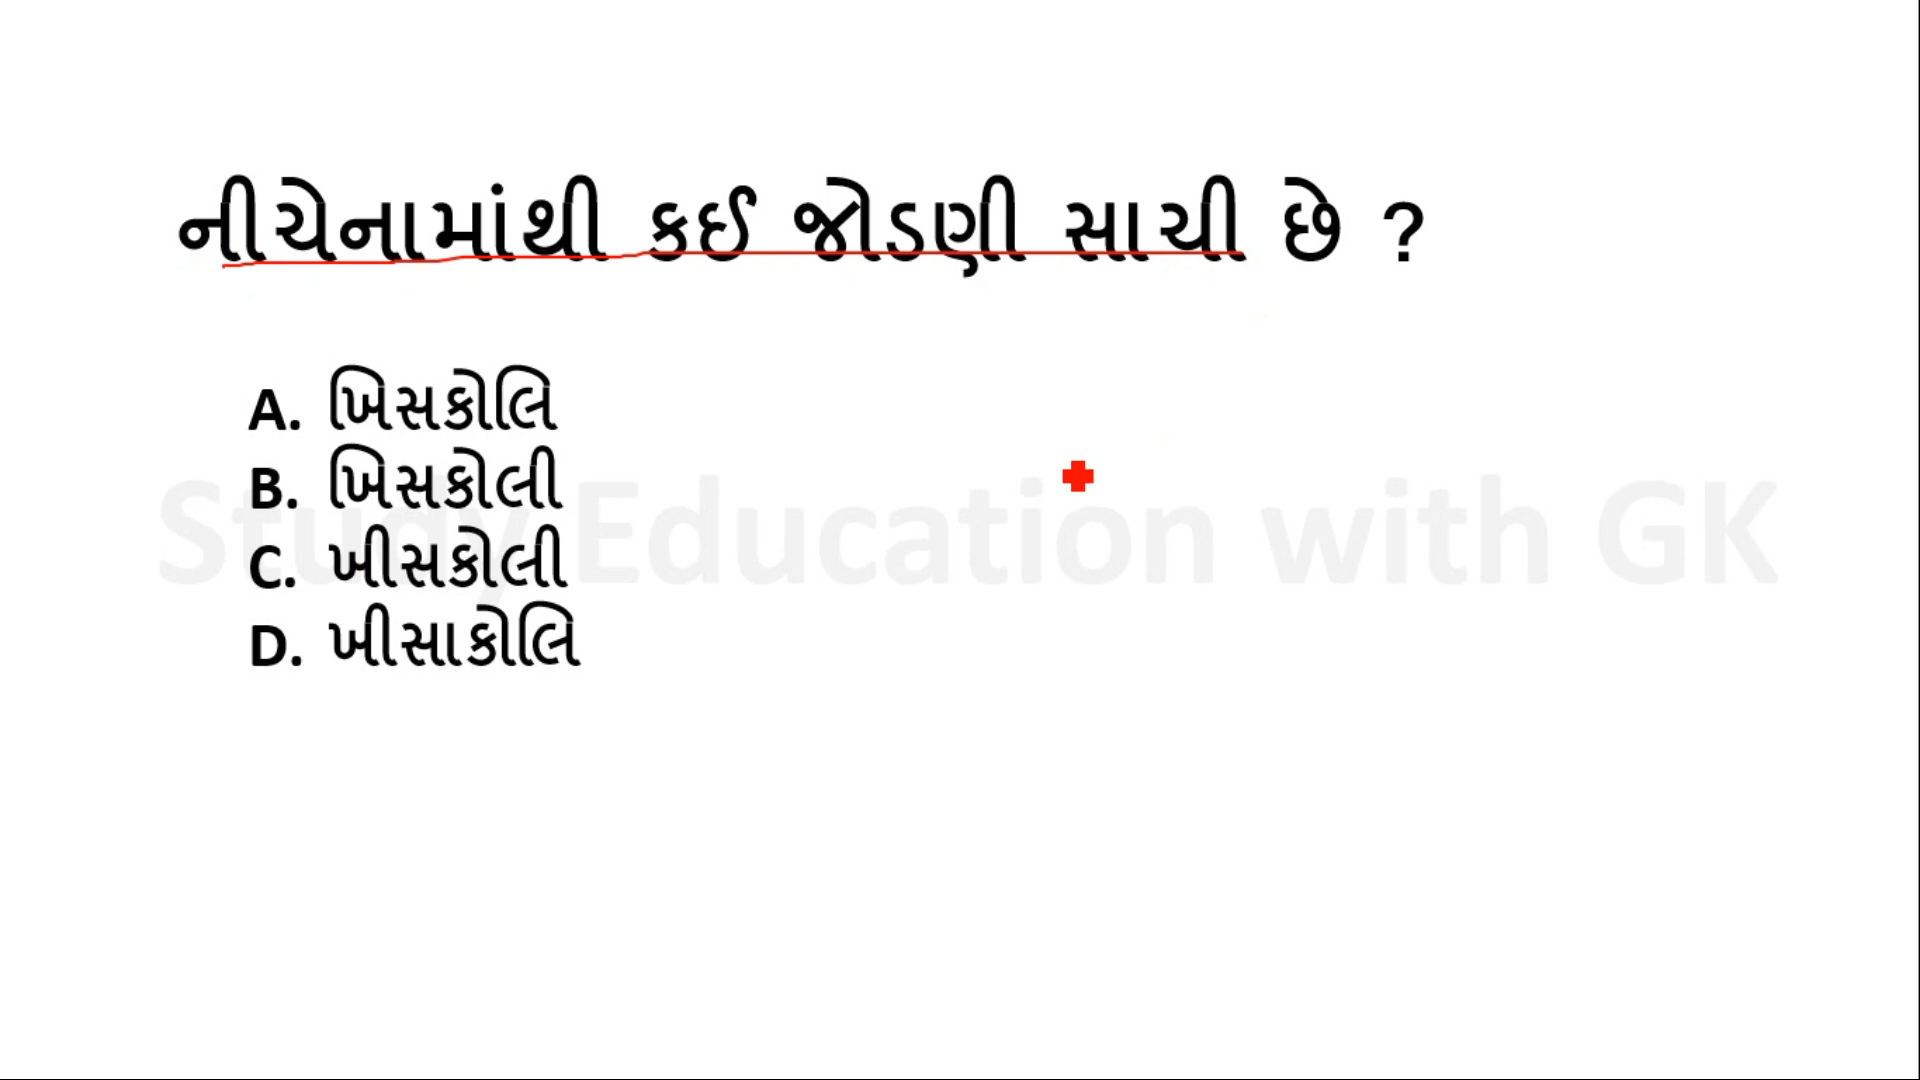 નીચેનામાંથી કઈ જોડણી સાચી છે ?
A. ખિસકોલિ
B. ખિસકોલી
Study Education with GK
C. ખીસકોલી
D. ખીસાકોલિ